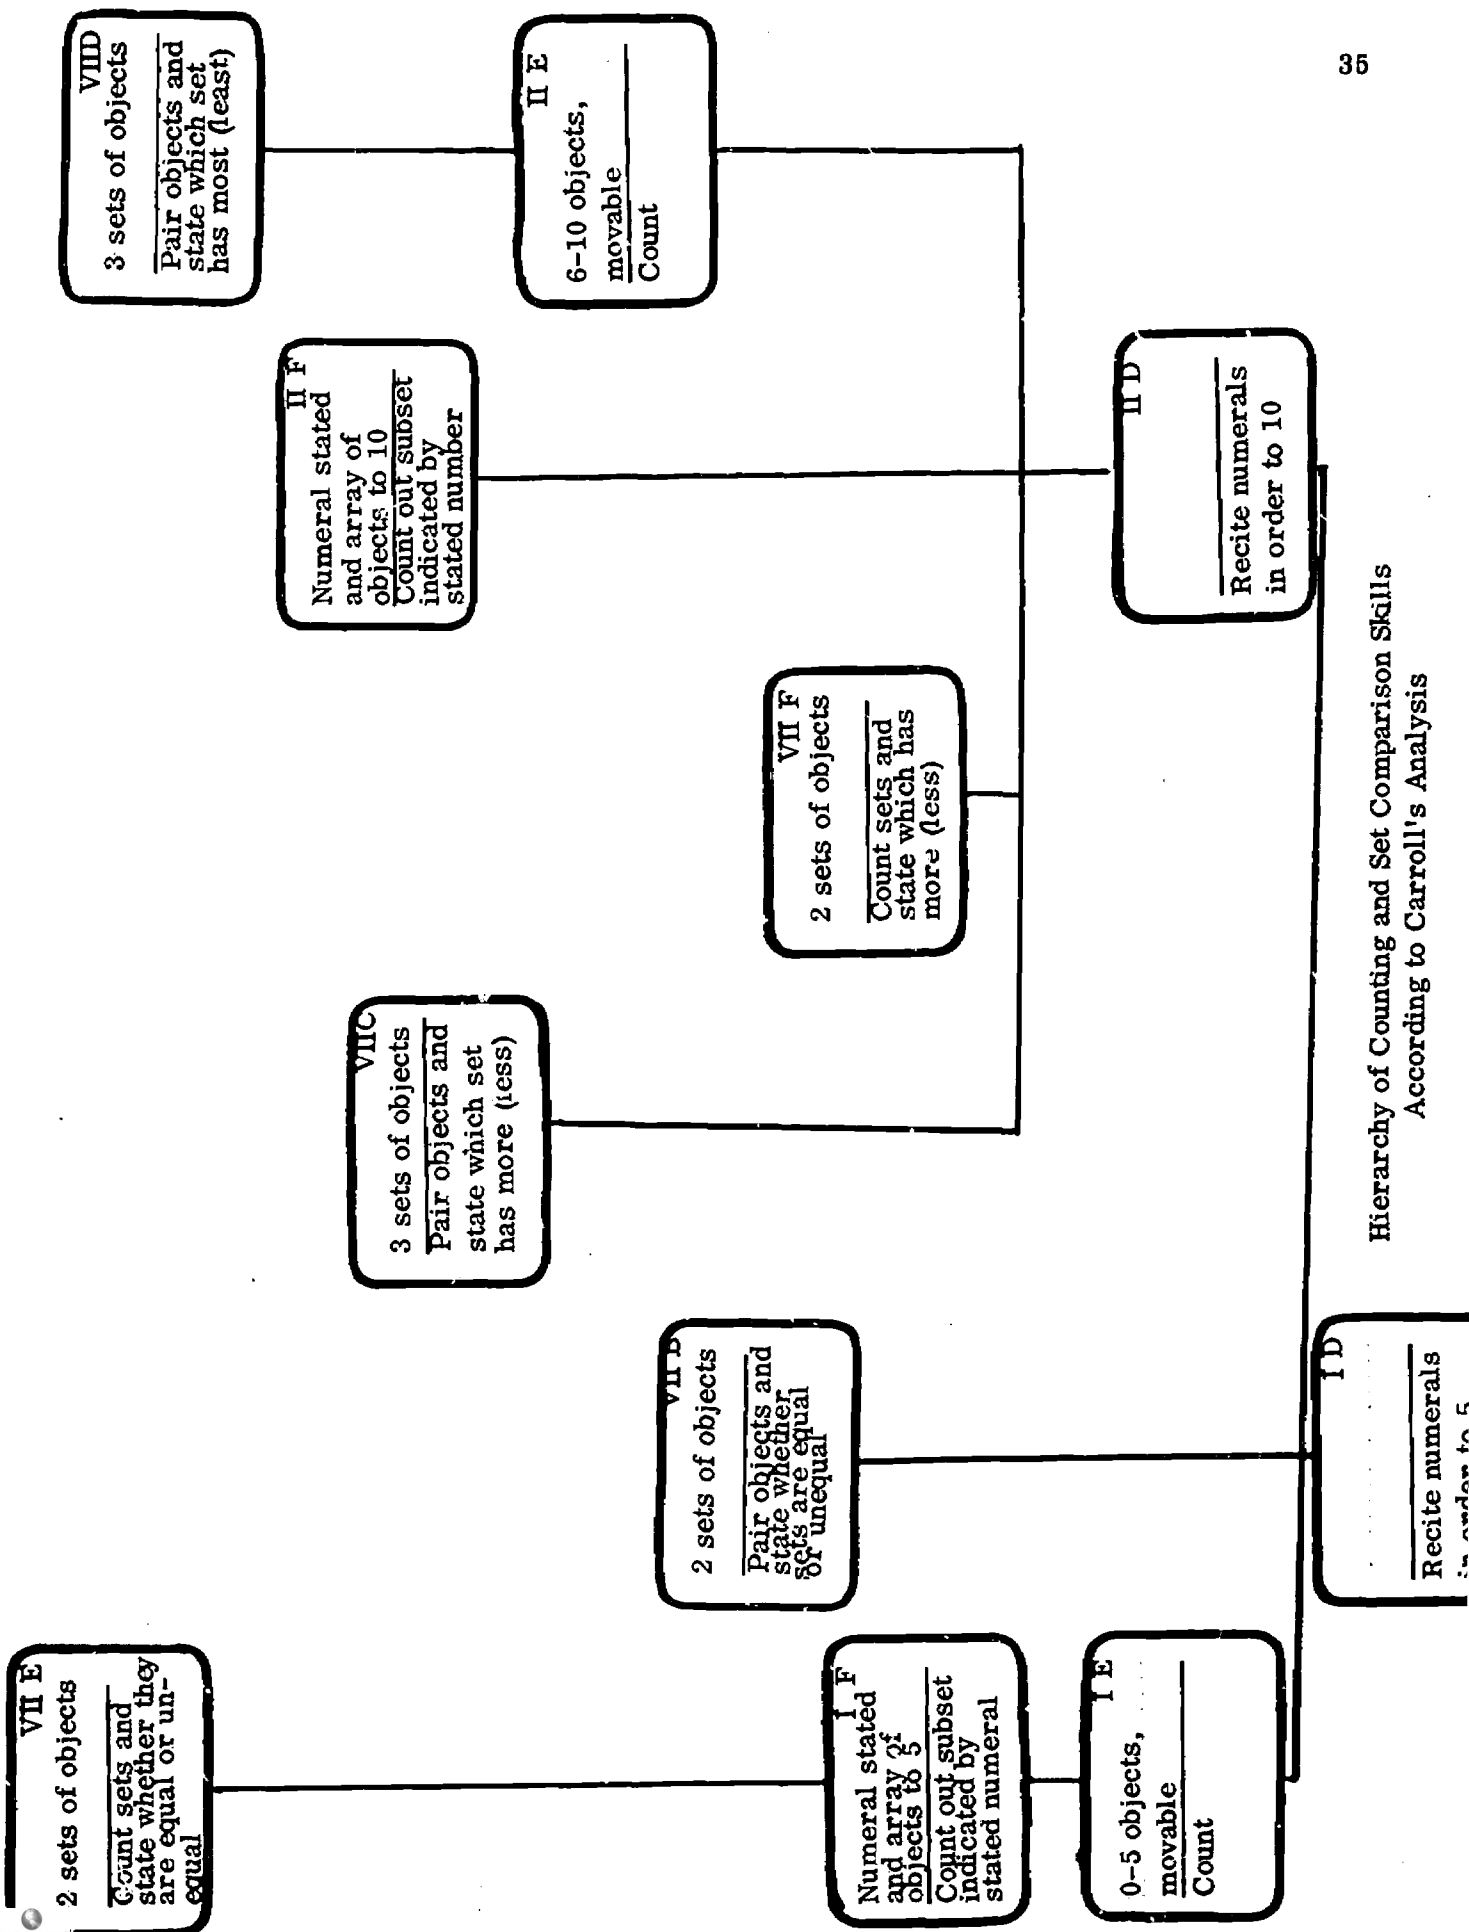 35
VII E
2 sets of objects
Count sets and
state whether they
are equal or un-
equal
I F
Numeral stated
and array of
objects to 5
Count out subset
indicated by
stated numeral
I E
0-5 objects,
movable
Count
VII B
2 sets of objects
Pair objects and
state whether
sets are equal
or unequal
I D
Recite numerals
in order to 5
VIIC
3 sets of objects
Pair objects and
state which set
has more (less)
VII F
2 sets of objects
Count sets and
state which has
more (less)
II F
Numeral stated
and array of
objects to 10
Count out subset
indicated by
stated number
II D
Recite numerals
in order to 10
VIID
3 sets of objects
Pair objects and
state which set
has most (least)
II E
6-10 objects,
movable
Count
Hierarchy of Counting and Set Comparison Skills
According to Carroll's Analysis